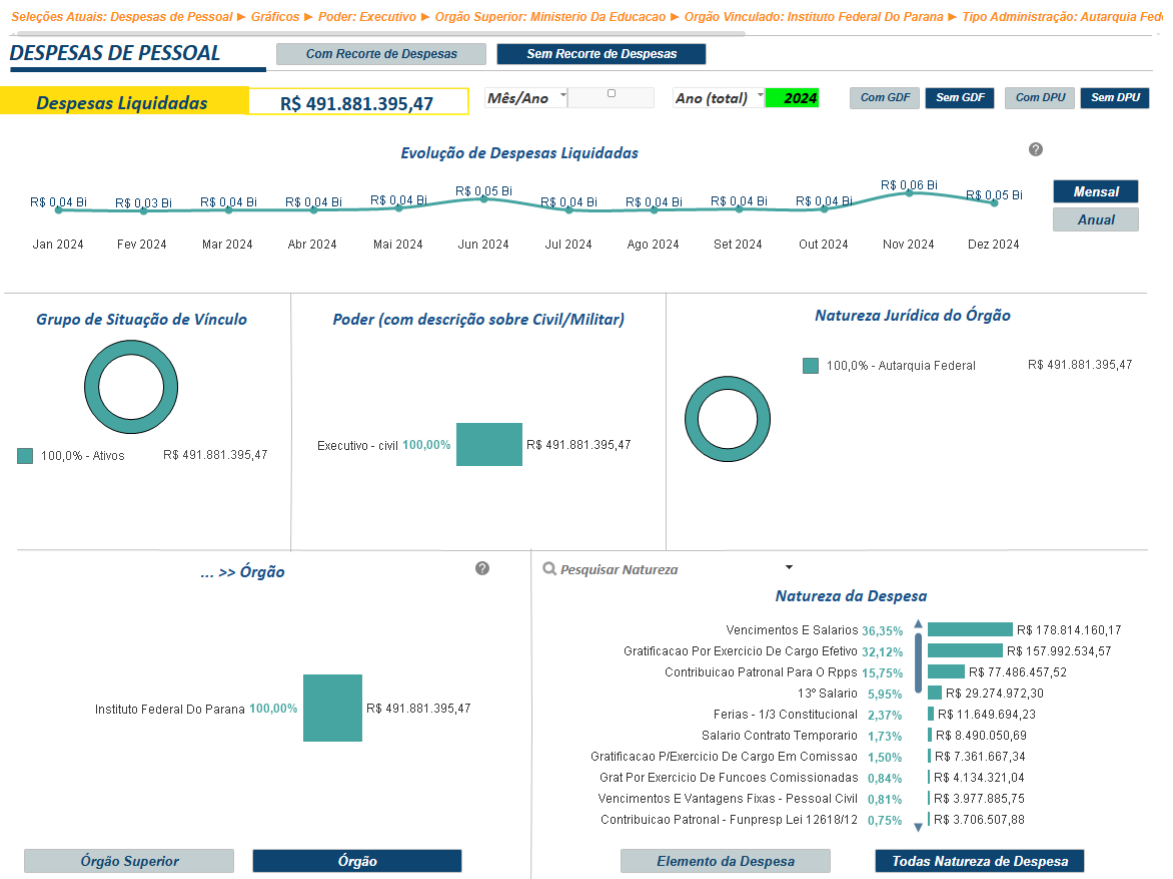 Seleções Atuais: Despesas de Pessoal ► Gráficos ► Poder: Executivo ► Orgão Superior: Ministerio Da Educacao ► Orgão Vinculado: Instituto Federal Do Parana ► Tipo Administração: Autarquia Fede
DESPESAS DE PESSOAL Com Recorte de Despesas Sem Recorte de Despesas
Despesas Liquidadas R$ 491.881.395,47 Mês/Ano Ano (total) 2024 Com GDF Sem GDF Com DPU Sem DPU
Evolução de Despesas Liquidadas ?
R$ 0,04 Bi R$ 0,03 Bi R$ 0,04 Bi R$ 0,04 Bi R$ 0,04 Bi R$ 0,05 Bi R$ 0,04 Bi R$ 0,04 Bi R$ 0,04 Bi R$ 0,04 Bi R$ 0,06 Bi R$ 0,05 Bi
Mensal
Anual
Jan 2024 Fev 2024 Mar 2024 Abr 2024 Mai 2024 Jun 2024 Jul 2024 Ago 2024 Set 2024 Out 2024 Nov 2024 Dez 2024
Grupo de Situação de Vínculo
100,0% - Ativos R$ 491.881.395,47
Poder (com descrição sobre Civil/Militar)
Executivo - civil 100,00% R$ 491.881.395,47
Natureza Jurídica do Órgão
100,0% - Autarquia Federal R$ 491.881.395,47
... >> Órgão ?
Instituto Federal Do Parana 100,00% R$ 491.881.395,47
Órgão Superior Órgão
Pesquisar Natureza
Natureza da Despesa
Vencimentos E Salarios 36,35% R$ 178.814.160,17
Gratificacao Por Exercicio De Cargo Efetivo 32,12% R$ 157.992.534,57
Contribuicao Patronal Para O Rpps 15,75% R$ 77.486.457,52
13º Salario 5,95% R$ 29.274.972,30
Ferias - 1/3 Constitucional 2,37% R$ 11.649.694,23
Salario Contrato Temporario 1,73% R$ 8.490.050,69
Gratificacao P/Exercicio De Cargo Em Comissao 1,50% R$ 7.361.667,34
Grat Por Exercicio De Funcoes Comissionadas 0,84% R$ 4.134.321,04
Vencimentos E Vantagens Fixas - Pessoal Civil 0,81% R$ 3.977.885,75
Contribuicao Patronal - Funpresp Lei 12618/12 0,75% R$ 3.706.507,88
Elemento da Despesa Todas Natureza de Despesa